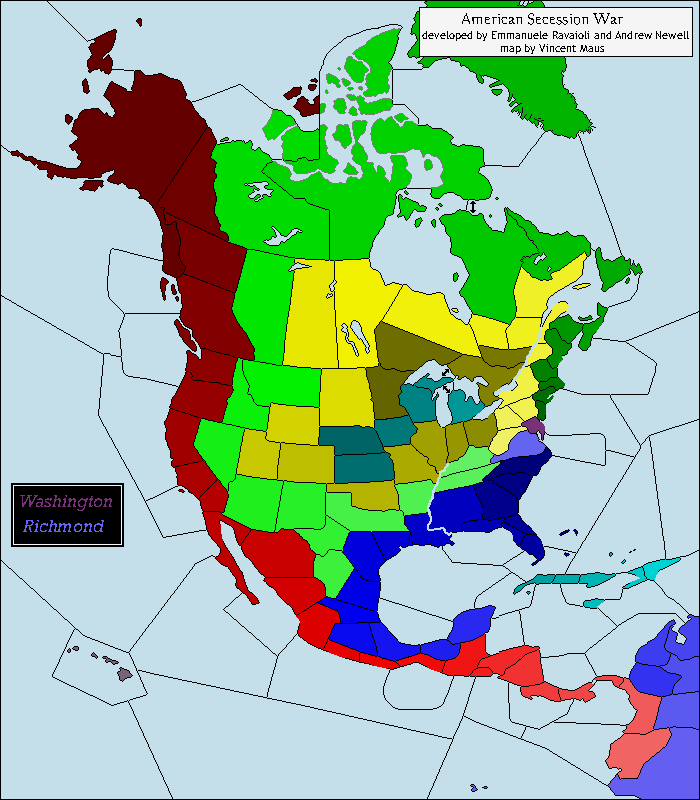 American Secession War
developed by Emmanuele Ravaioli and Andrew Newell
map by Vincent Maus
Washington
Richmond